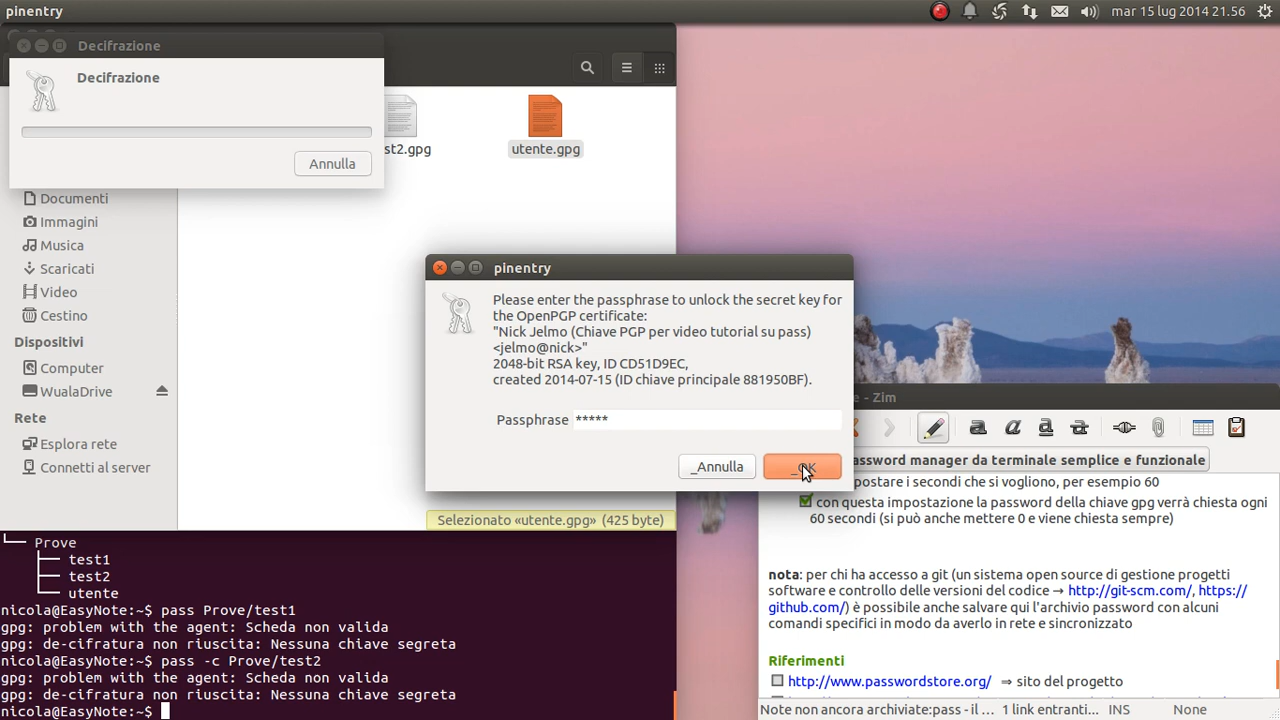 pinentry
mar 15 lug 2014 21.56
Decifrazione
Decifrazione
Annulla
st2.gpg
utente.gpg
Documenti
Immagini
Musica
Scaricati
Video
Cestino
Dispositivi
Computer
WualaDrive
Rete
Esplora rete
Connetti al server
Selezionato «utente.gpg» (425 byte)
pinentry
Please enter the passphrase to unlock the secret key for
the OpenPGP certificate:
"Nick Jelmo (Chiave PGP per video tutorial su pass)
<jelmo@nick>"
2048-bit RSA key, ID CD51D9EC,
created 2014-07-15 (ID chiave principale 881950BF).
Passphrase *****
_Annulla
_OK
e - Zim
assword manager da terminale semplice e funzionale
postare i secondi che si vogliono, per esempio 60
con questa impostazione la password della chiave gpg verrà chiesta ogni
60 secondi (si può anche mettere 0 e viene chiesta sempre)
nota: per chi ha accesso a git (un sistema open source di gestione progetti
software e controllo delle versioni del codice → http://git-scm.com/, https://
github.com/) è possibile anche salvare qui l'archivio password con alcuni
comandi specifici in modo da averlo in rete e sincronizzato
Riferimenti
http://www.passwordstore.org/ ⇒ sito del progetto
Note non ancora archiviate:pass - il ... 1 link entranti... INS None
└── Prove
├── test1
├── test2
utente
nicola@EasyNote:~$ pass Prove/test1
gpg: problem with the agent: Scheda non valida
gpg: de-cifratura non riuscita: Nessuna chiave segreta
nicola@EasyNote:~$ pass -c Prove/test2
gpg: problem with the agent: Scheda non valida
gpg: de-cifratura non riuscita: Nessuna chiave segreta
nicola@EasyNote:~$